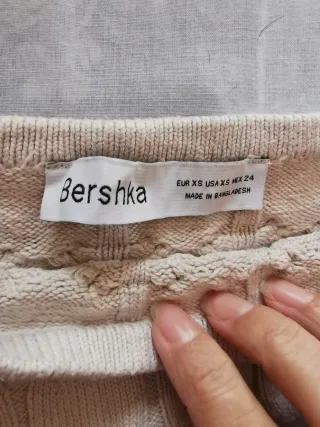 Bershka
EUR XS USA XS MEX 24
MADE IN BANGLADESH